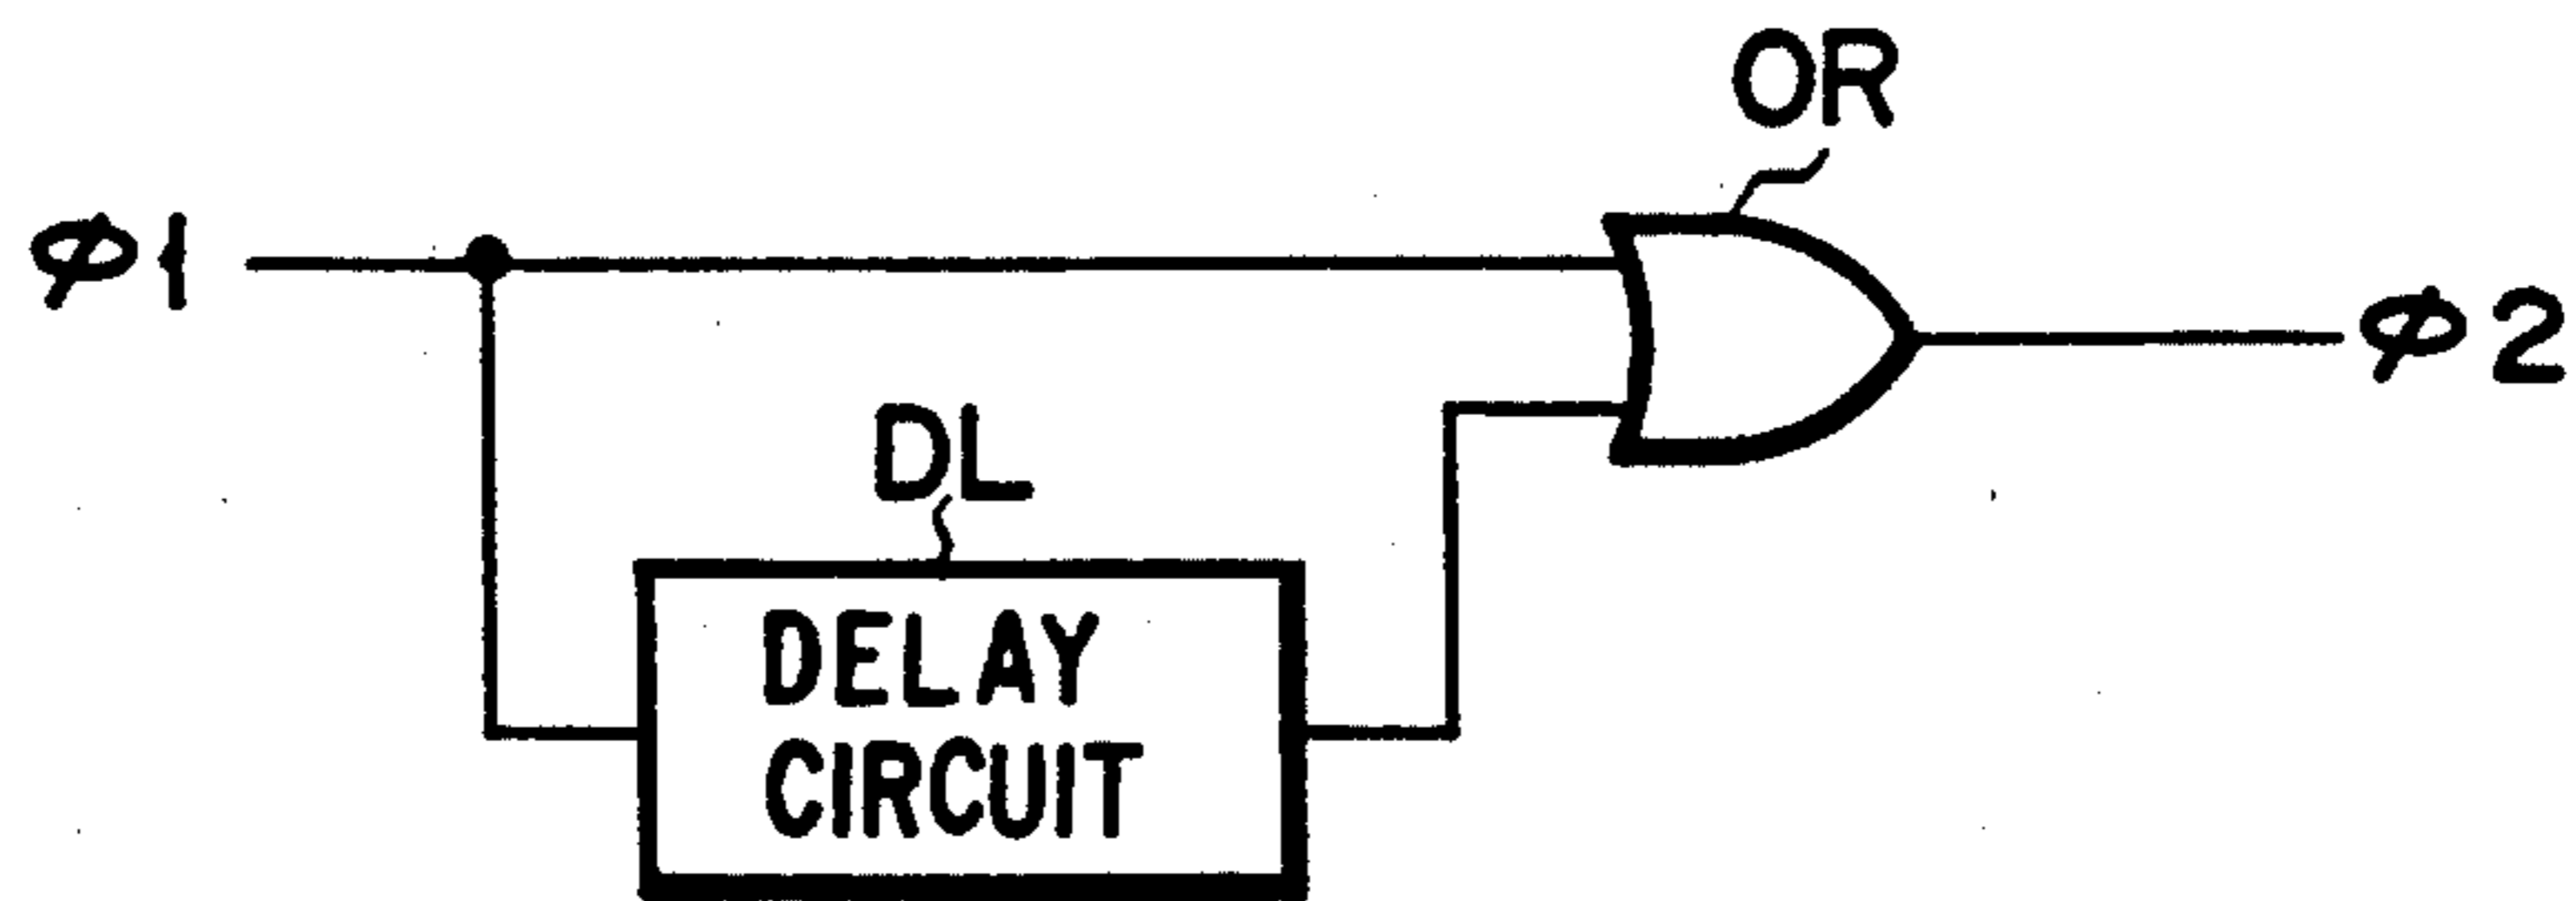 OR
φ1
φ2
DL
DELAY
CIRCUIT